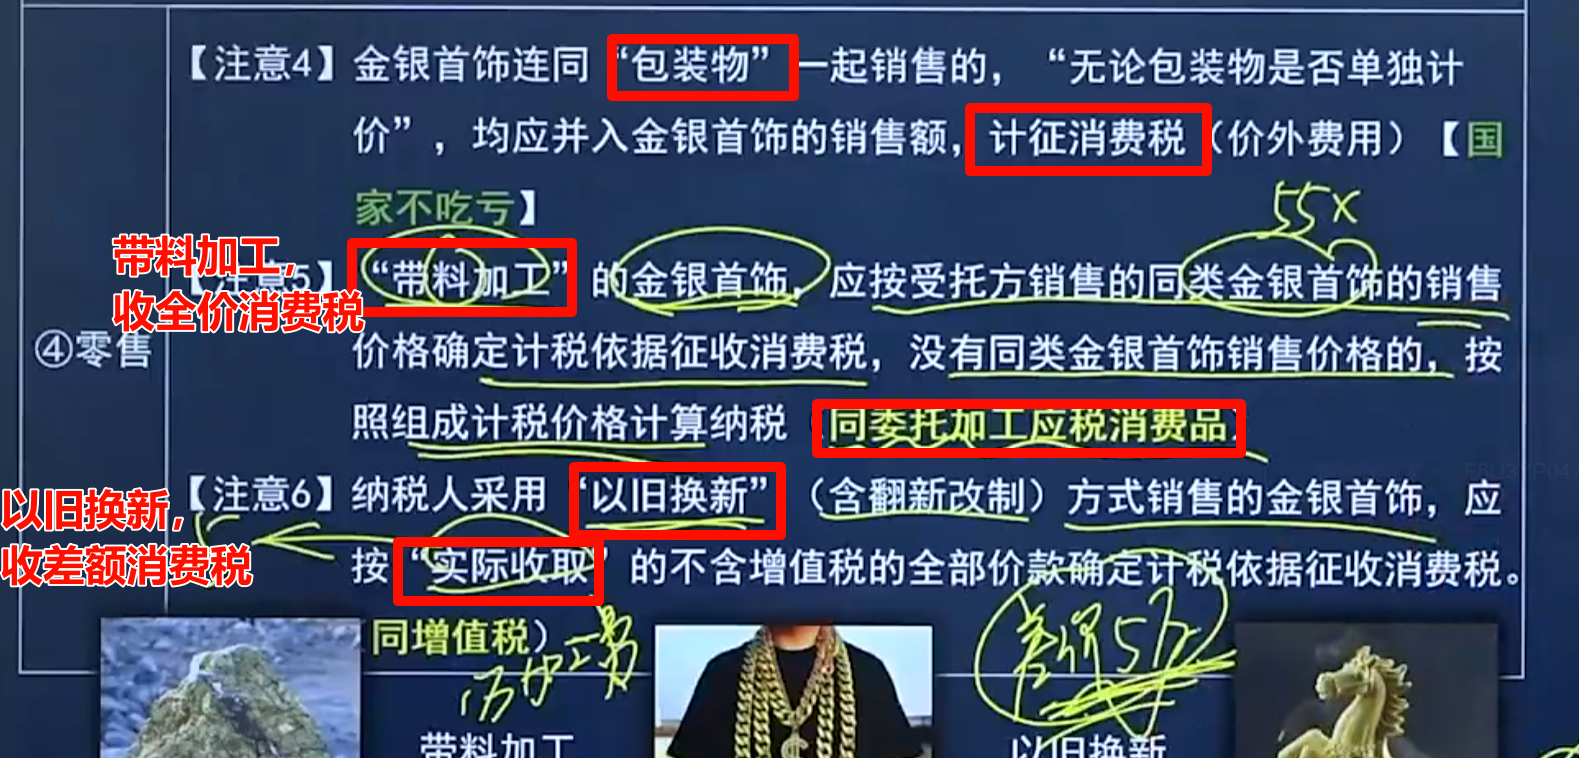 【注意4】金银首饰连同“包装物”一起销售的，“无论包装物是否单独计
价”，均应并入金银首饰的销售额，计征消费税（价外费用）【国
家不吃亏】
55×
带料加工，
收全价消费税
【注意5】“带料加工”的金银首饰，应按受托方销售的同类金银首饰的销售
④零售
价格确定计税依据征收消费税，没有同类金银首饰销售价格的，按
照组成计税价格计算纳税（同委托加工应税消费品）
以旧换新，
收差额消费税
【注意6】纳税人采用“以旧换新”（含翻新改制）方式销售的金银首饰，应
按“实际收取”的不含增值税的全部价款确定计税依据征收消费税。
（同增值税）
带料加工
以旧换新